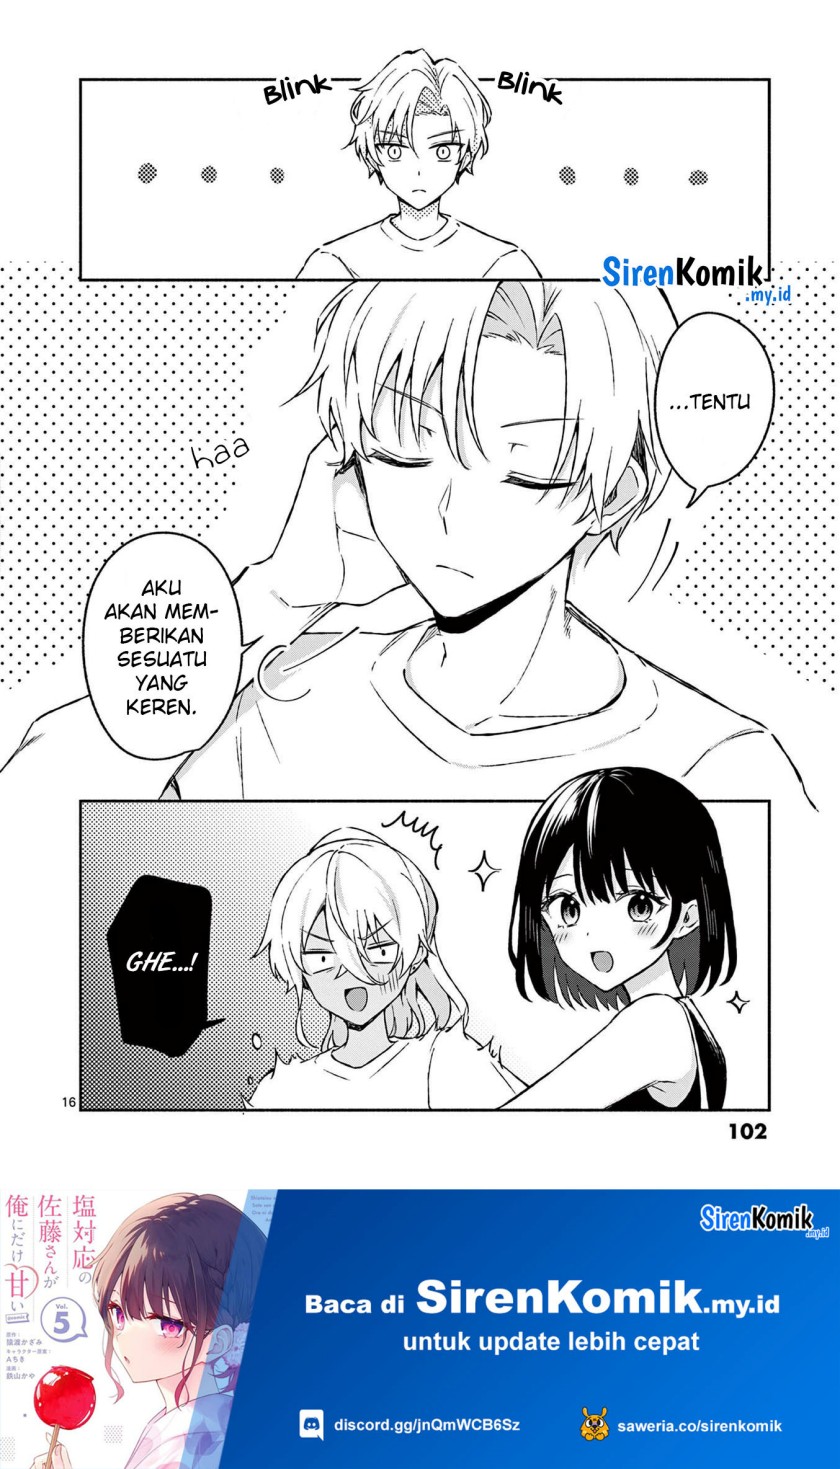 Blink
Blink
SirenKomik
.my.id
...TENTU
haa
AKU
AKAN MEM-
BERIKAN
SESUATU
YANG
KEREN.
GHE...!
16
102
塩対応の
佐藤さんが
俺にだけ甘い
Vol.
5
SirenKomik
.my.id
Baca di SirenKomik.my.id
untuk update lebih cepat
discord.gg/jnQmWCB6Sz
saweria.co/sirenkomik